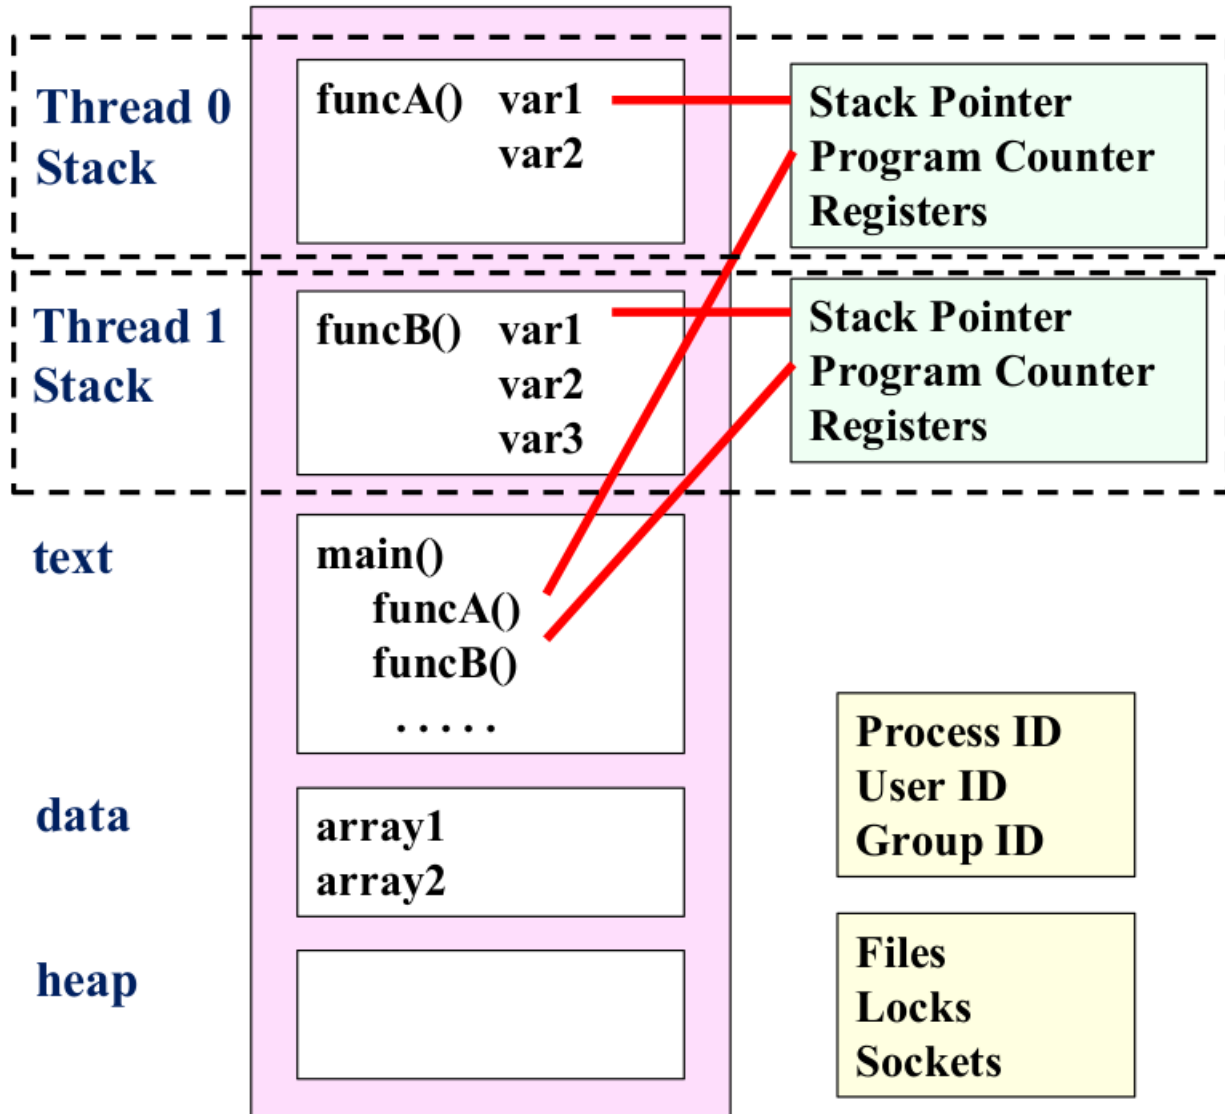 Thread 0
Stack
funcA() var1
var2
Stack Pointer
Program Counter
Registers
Thread 1
Stack
funcB() var1
var2
var3
Stack Pointer
Program Counter
Registers
text
main()
funcA()
funcB()
. . . . .
data
array1
array2
heap
Process ID
User ID
Group ID
Files
Locks
Sockets